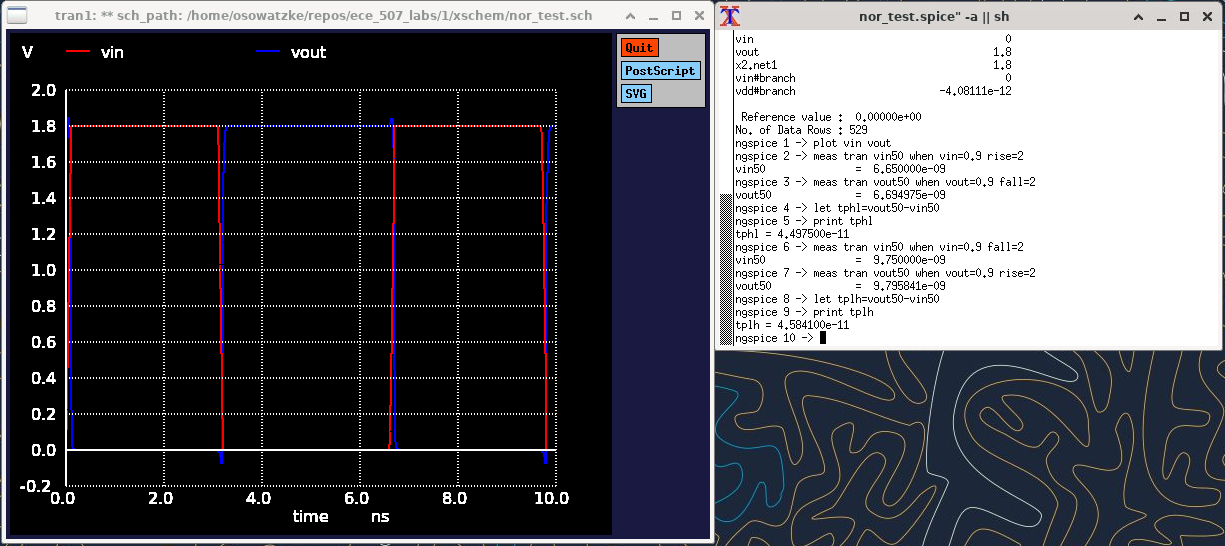 tran1: ** sch_path: /home/osowatzke/repos/ece_507_labs/1/xschem/nor_test.sch
V
vin
vout
Quit
PostScript
SVG
2.0
1.8
1.6
1.4
1.2
1.0
0.8
0.6
0.4
0.2
0.0
-0.2
0.0 2.0 4.0 6.0 8.0 10.0
time ns
nor_test.spice" -a || sh
vin 0
vout 1.8
x2.net1 1.8
vin#branch 0
vdd#branch -4.08111e-12
Reference value : 0.00000e+00
No. of Data Rows : 529
ngspice 1 -> plot vin vout
ngspice 2 -> meas tran vin50 when vin=0.9 rise=2
vin50 = 6.650000e-09
ngspice 3 -> meas tran vout50 when vout=0.9 fall=2
vout50 = 6.694975e-09
ngspice 4 -> let tphl=vout50-vin50
ngspice 5 -> print tphl
tphl = 4.497500e-11
ngspice 6 -> meas tran vin50 when vin=0.9 fall=2
vin50 = 9.750000e-09
ngspice 7 -> meas tran vout50 when vout=0.9 rise=2
vout50 = 9.795841e-09
ngspice 8 -> let tplh=vout50-vin50
ngspice 9 -> print tplh
tplh = 4.584100e-11
ngspice 10 ->